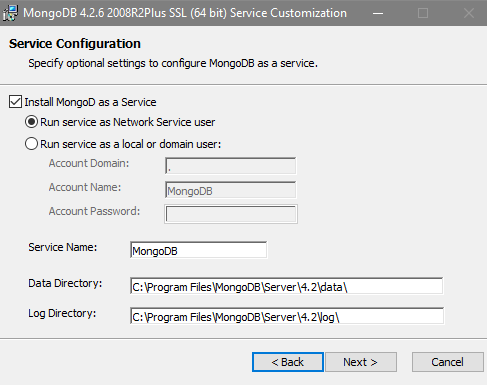 MongoDB 4.2.6 2008R2Plus SSL (64 bit) Service Customization
Service Configuration
Specify optional settings to configure MongoDB as a service.
Install MongoD as a Service
Run service as Network Service user
Run service as a local or domain user:
Account Domain: .
Account Name: MongoDB
Account Password:
Service Name: MongoDB
Data Directory: C:\Program Files\MongoDB\Server\4.2\data\
Log Directory: C:\Program Files\MongoDB\Server\4.2\log\
< Back Next > Cancel